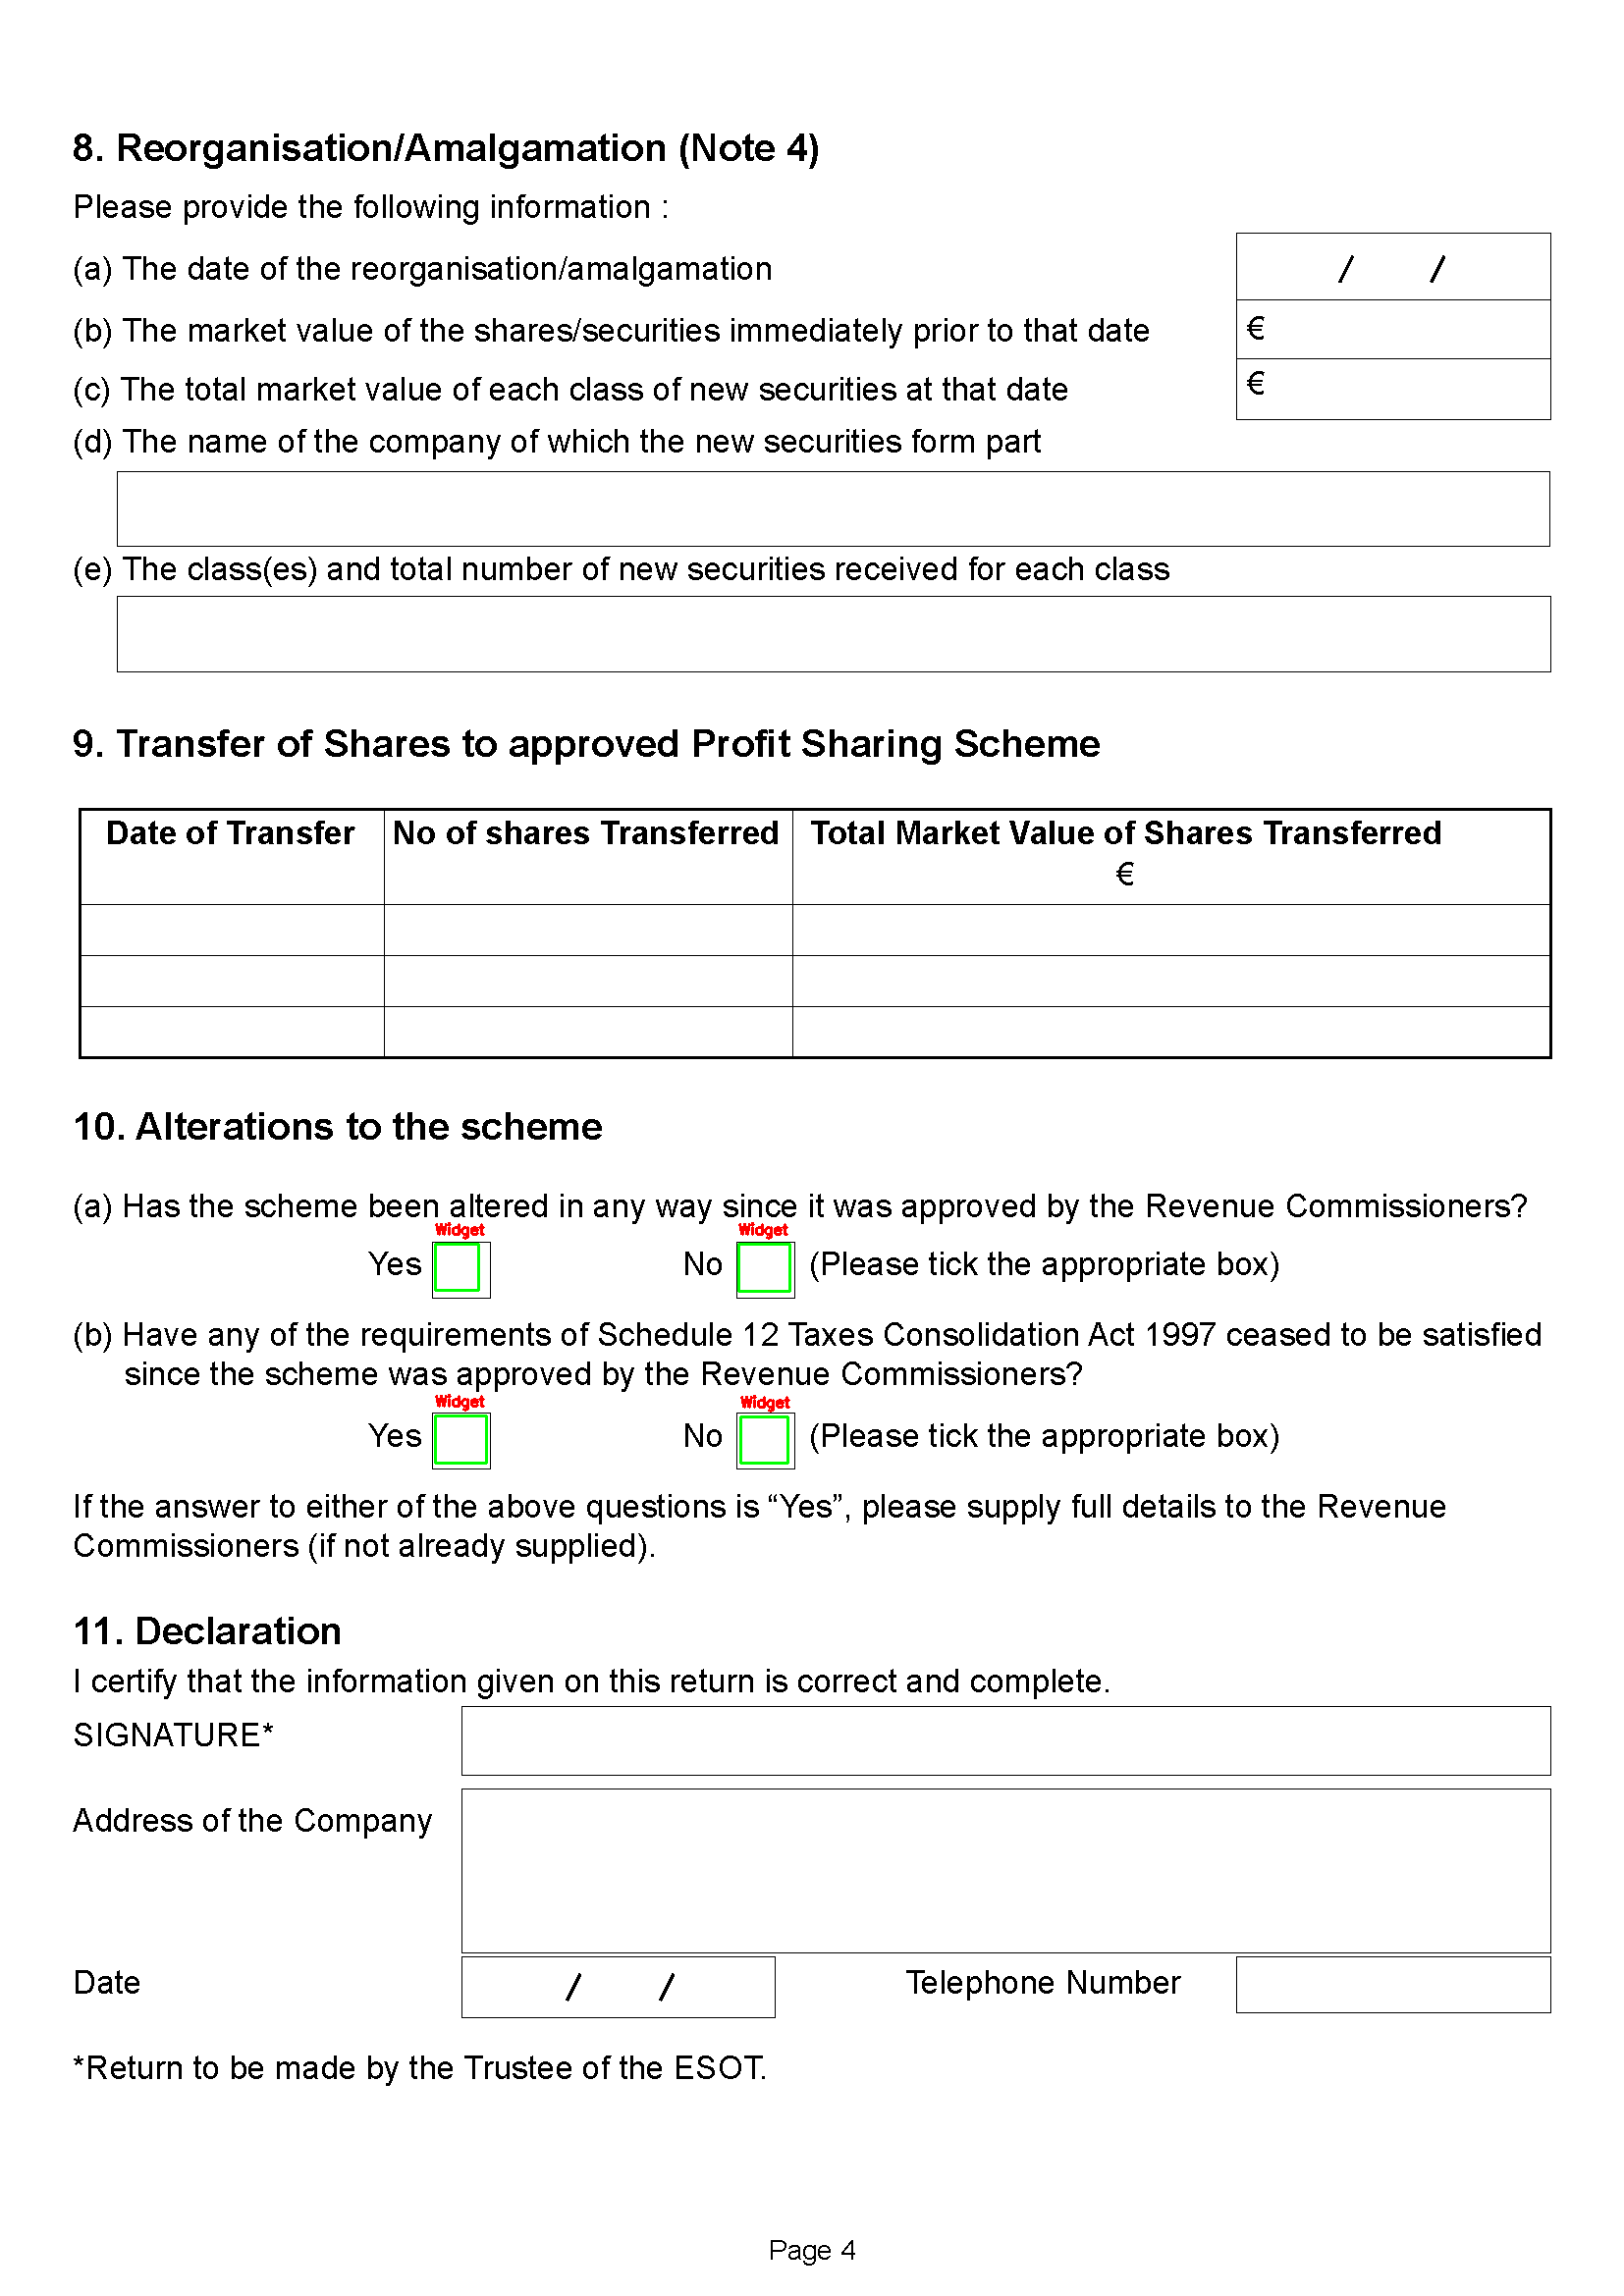 8. Reorganisation/Amalgamation (Note 4)
Please provide the following information :
(a) The date of the reorganisation/amalgamation / /
(b) The market value of the shares/securities immediately prior to that date €
(c) The total market value of each class of new securities at that date €
(d) The name of the company of which the new securities form part
(e) The class(es) and total number of new securities received for each class
9. Transfer of Shares to approved Profit Sharing Scheme
Date of Transfer No of shares Transferred Total Market Value of Shares Transferred
€
10. Alterations to the scheme
(a) Has the scheme been altered in any way since it was approved by the Revenue Commissioners?
Widget Widget
Yes No (Please tick the appropriate box)
(b) Have any of the requirements of Schedule 12 Taxes Consolidation Act 1997 ceased to be satisfied
since the scheme was approved by the Revenue Commissioners?
Widget Widget
Yes No (Please tick the appropriate box)
If the answer to either of the above questions is “Yes”, please supply full details to the Revenue
Commissioners (if not already supplied).
11. Declaration
I certify that the information given on this return is correct and complete.
SIGNATURE*
Address of the Company
Date / / Telephone Number
*Return to be made by the Trustee of the ESOT.
Page 4